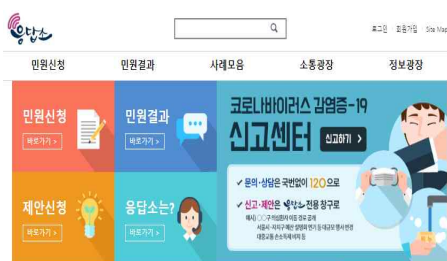 응답소
로그인 회원가입 Site Map
민원신청 민원결과 사례모음 소통광장 정보광장
민원신청
바로가기 >
민원결과
바로가기 >
제안신청
바로가기 >
응답소는?
바로가기 >
코로나바이러스 감염증-19
신고센터 신고하기 >
✔ 문의·상담은 국번없이 120으로
✔ 신고·제안은 응답소 전용 창구로